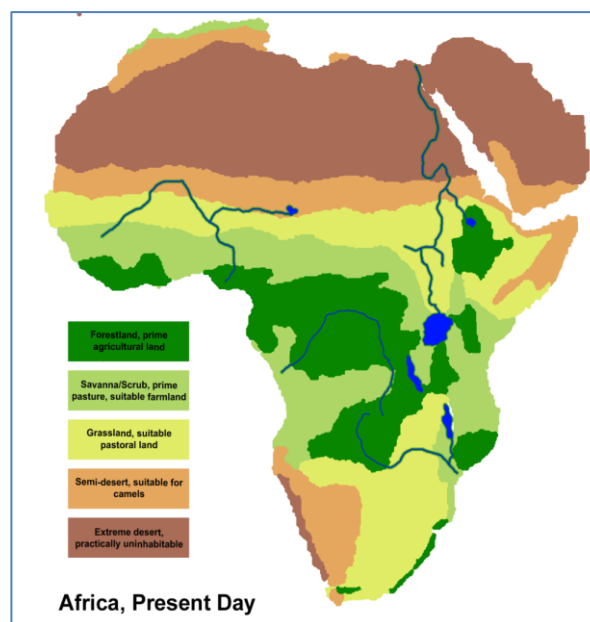 Forestland, prime
agricultural land
Savanna/Scrub, prime
pasture, suitable farmland
Grassland, suitable
pastoral land
Semi-desert, suitable for
camels
Extreme desert,
practically uninhabitable
Africa, Present Day